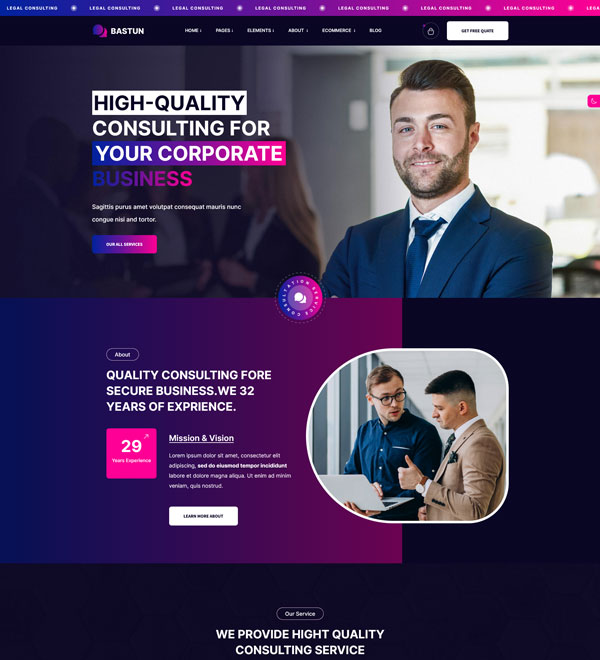 LEGAL CONSULTING LEGAL CONSULTING LEGAL CONSULTING LEGAL CONSULTING LEGAL CONSULTING LEGAL CONSULTING LEGAL CONSULTING LEGA
BASTUN
HOME PAGES ELEMENTS ABOUT ECOMMERCE BLOG
GET FREE QUATE
HIGH-QUALITY
CONSULTING FOR
YOUR CORPORATE
BUSINESS
Sagittis purus amet volutpat consequat mauris nunc
congue nisi and tortor.
OUR ALL SERVICES
CONSULTATION SERVICE
About
QUALITY CONSULTING FORE
SECURE BUSINESS.WE 32
YEARS OF EXPRIENCE.
29
Years Experience
Mission & Vision
Lorem ipsum dolor sit amet, consectetur elit
adipiscing, sed do eiusmod tempor incididunt
labore et dolore magna aliqua. Ut enim ad minim
veniam, quis nostrud.
LEARN MORE ABOUT
Our Service
WE PROVIDE HIGHT QUALITY
CONSULTING SERVICE